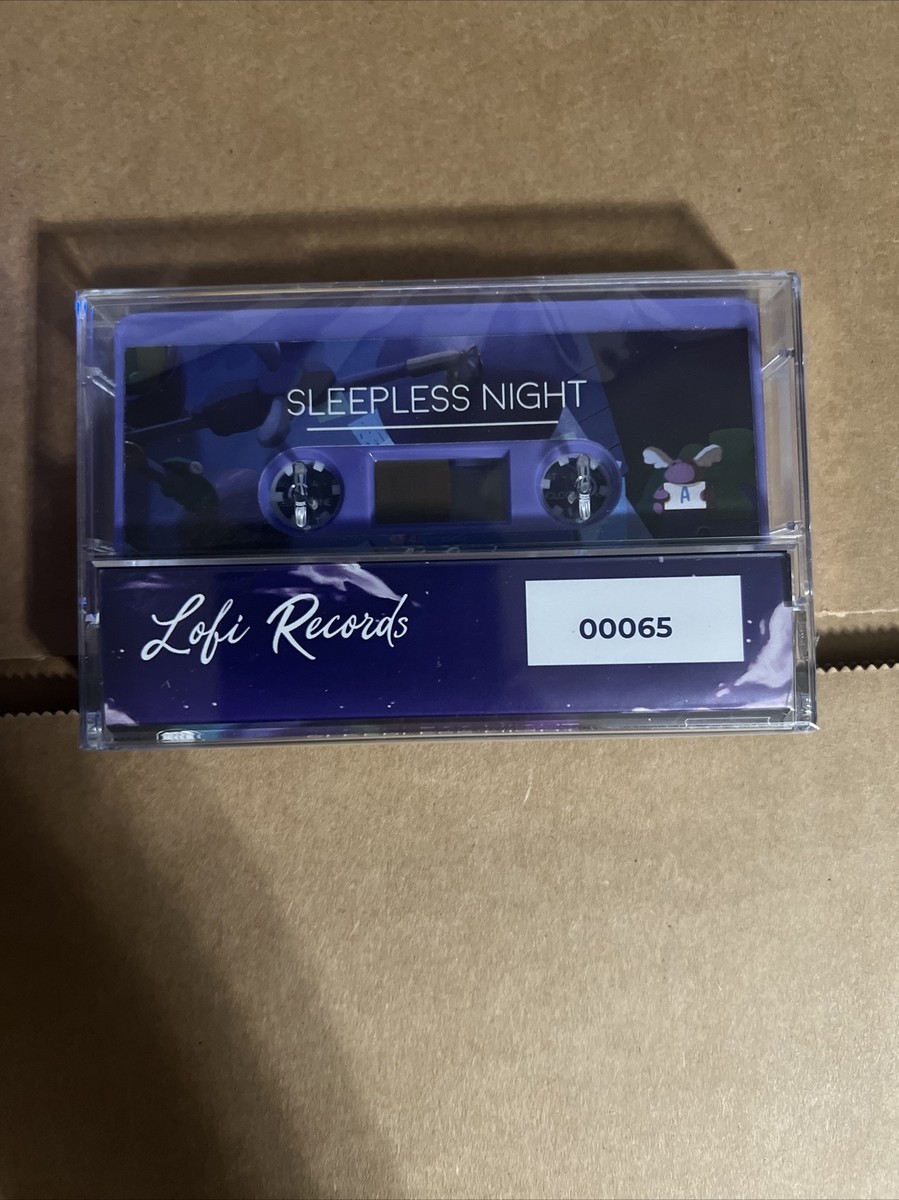 SLEEPLESS NIGHT
A
Lofi Records
00065